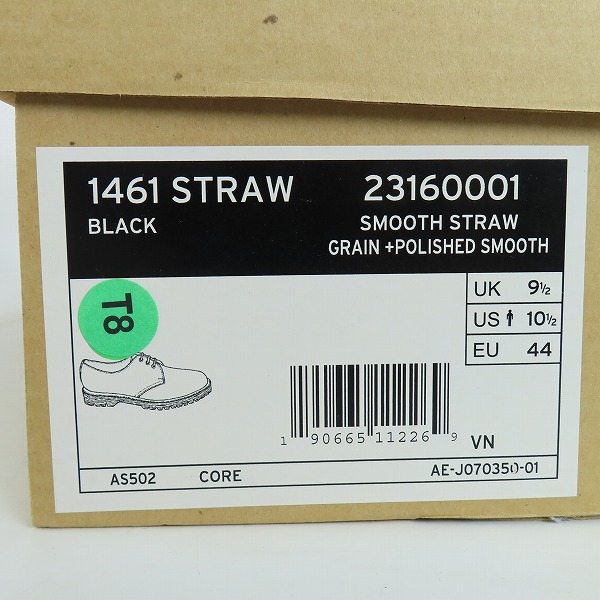 1461 STRAW 23160001
BLACK SMOOTH STRAW
GRAIN +POLISHED SMOOTH
UK 9½
US 10½
EU 44
T8
1 90665 11226 9 VN
AS502 CORE AE-J070350-01